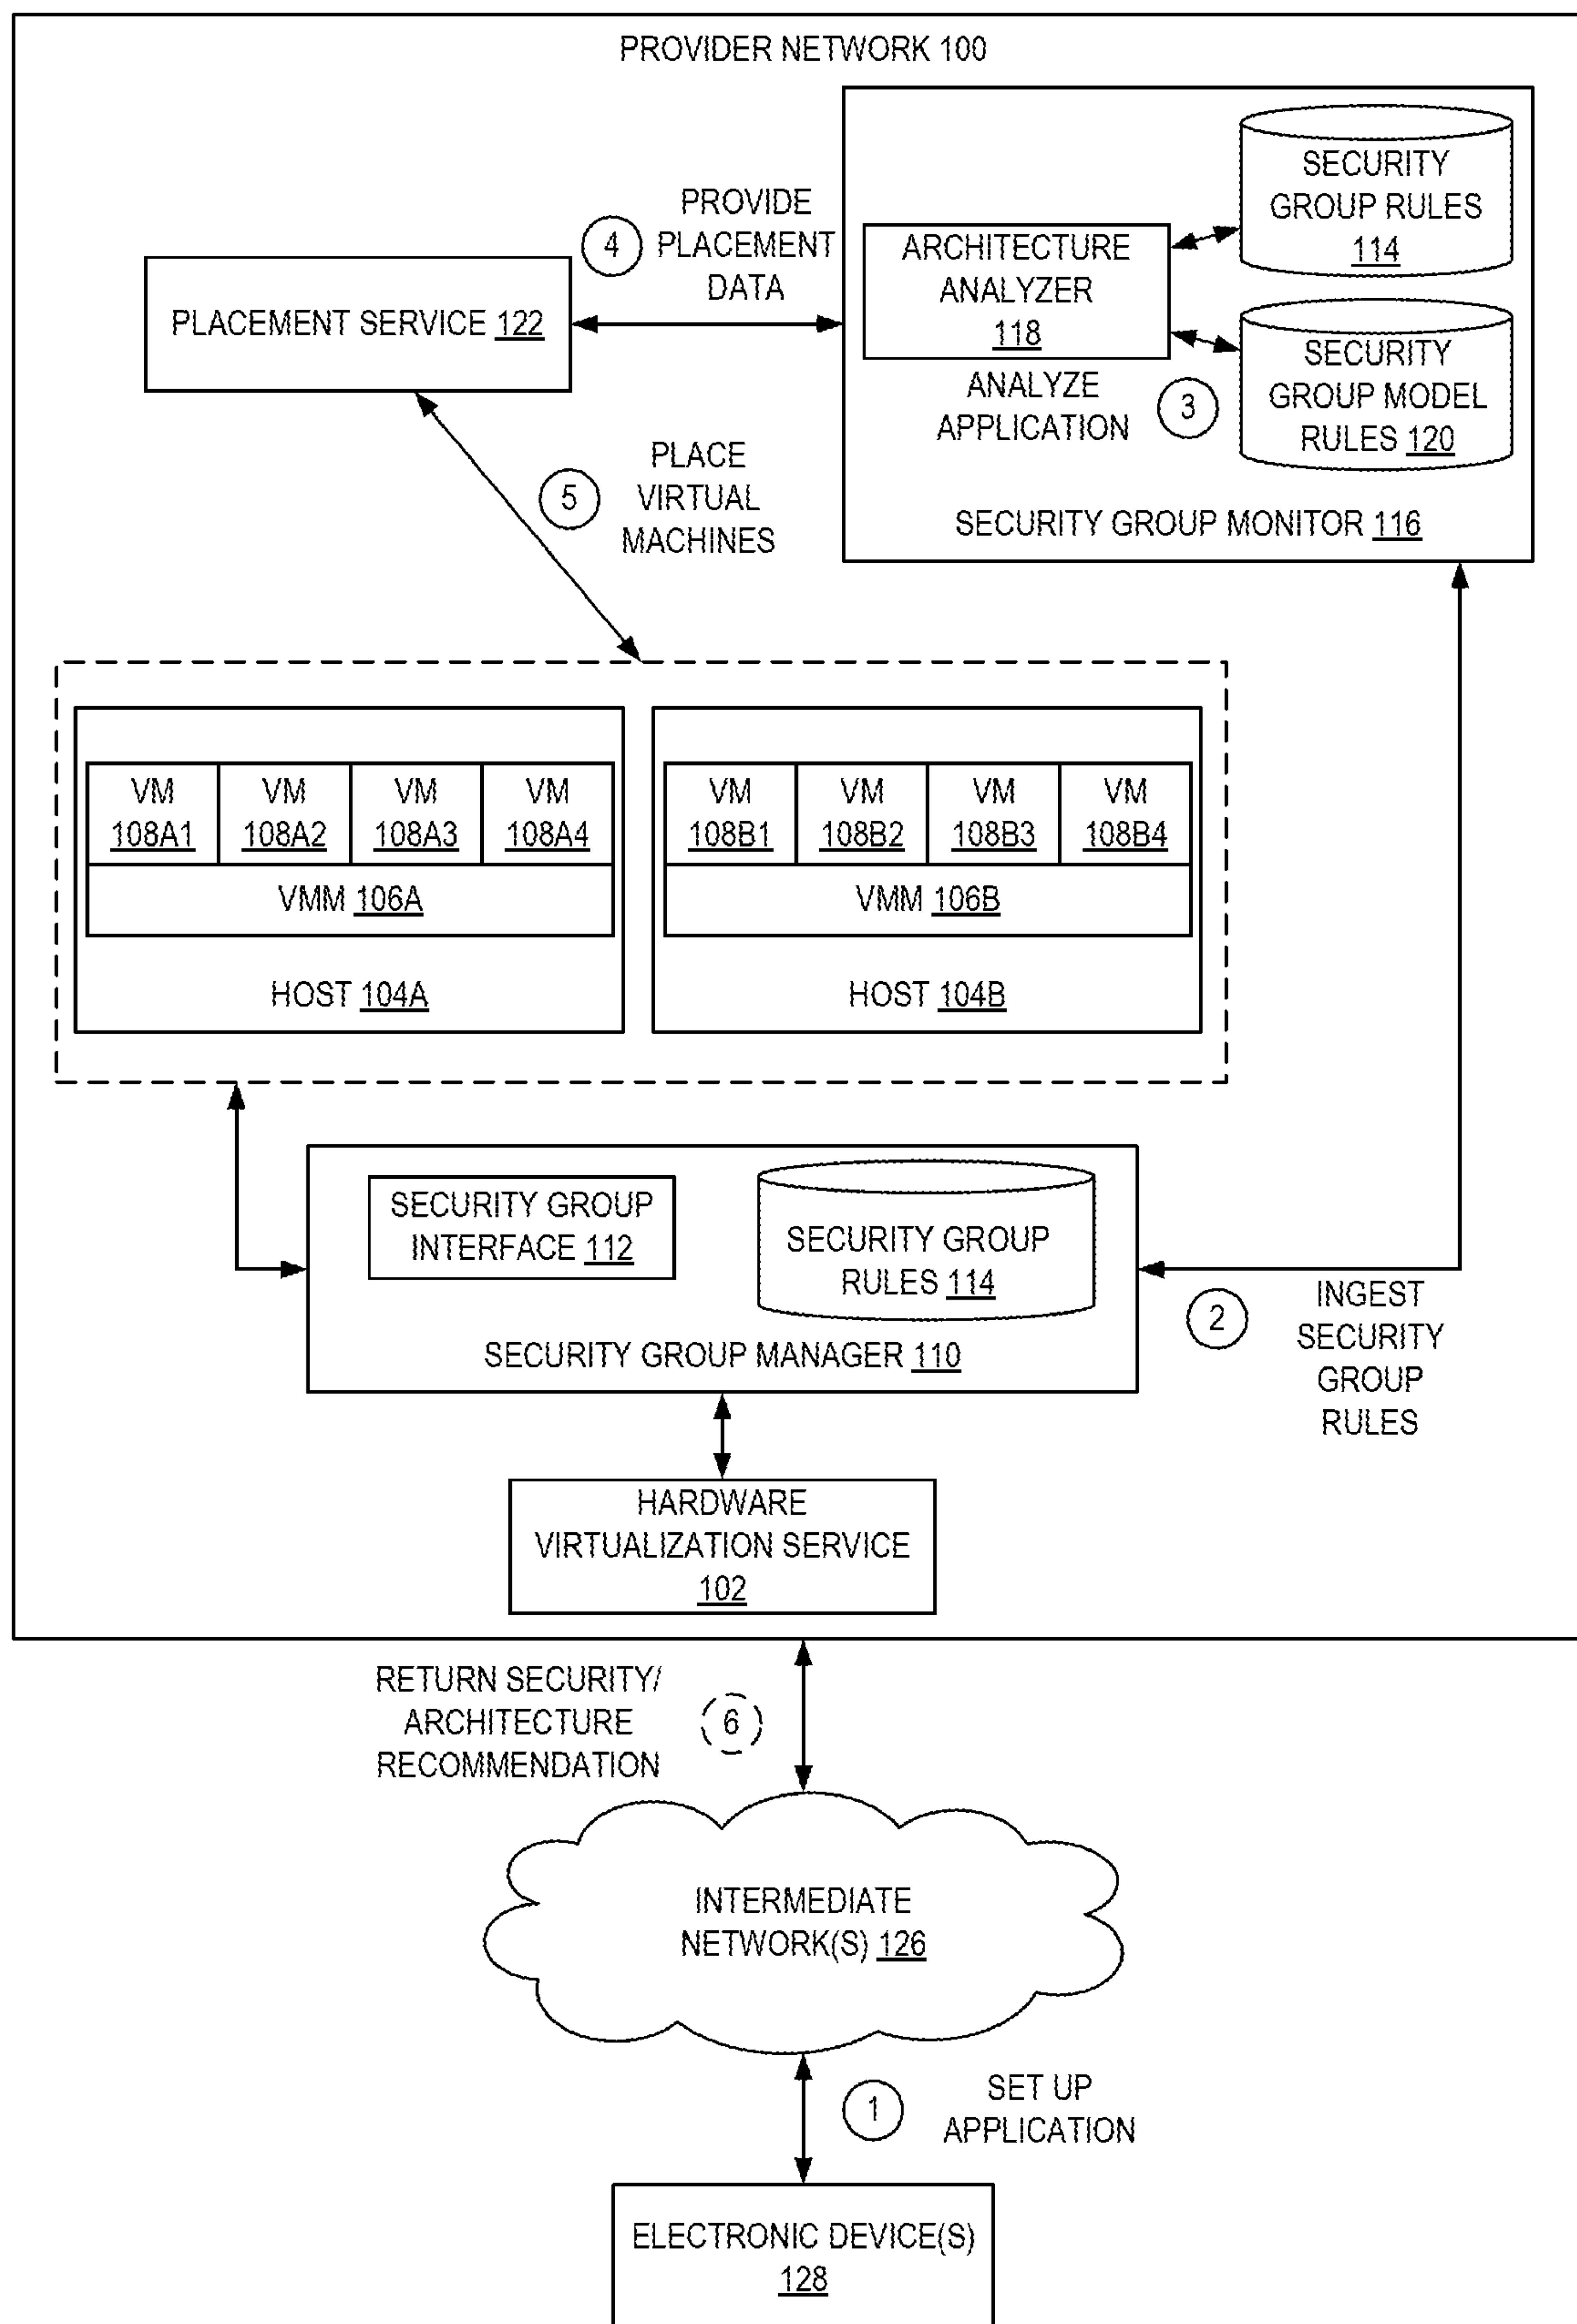 PROVIDER NETWORK 100
SECURITY
GROUP RULES
114
PROVIDE
PLACEMENT
DATA
4
ARCHITECTURE
ANALYZER
118
PLACEMENT SERVICE 122
SECURITY
GROUP MODEL
RULES 120
ANALYZE
APPLICATION
3
PLACE
VIRTUAL
MACHINES
5
SECURITY GROUP MONITOR 116
VM
108A1
VM
108A2
VM
108A3
VM
108A4
VMM 106A
HOST 104A
VM
108B1
VM
108B2
VM
108B3
VM
108B4
VMM 106B
HOST 104B
SECURITY GROUP
INTERFACE 112
SECURITY GROUP
RULES 114
SECURITY GROUP MANAGER 110
2
INGEST
SECURITY
GROUP
RULES
HARDWARE
VIRTUALIZATION SERVICE
102
RETURN SECURITY/
ARCHITECTURE
RECOMMENDATION
6
INTERMEDIATE
NETWORK(S) 126
1
SET UP
APPLICATION
ELECTRONIC DEVICE(S)
128